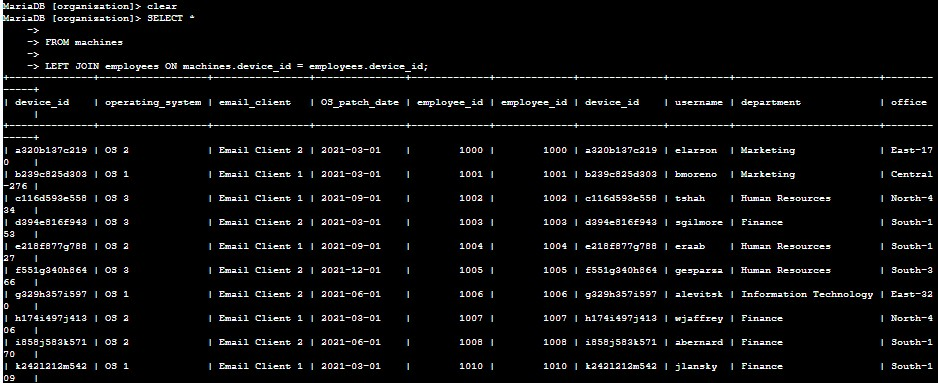 MariaDB [organization]> clear
MariaDB [organization]> SELECT *
    ->
    -> FROM machines
    ->
    -> LEFT JOIN employees ON machines.device_id = employees.device_id;
+--------------+------------------+----------------+---------------+-------------+-------------+--------------+----------+------------------------+--------
-----+
| device_id | operating_system | email_client | OS_patch_date | employee_id | employee_id | device_id | username | department | office
     |
+--------------+------------------+----------------+---------------+-------------+-------------+--------------+----------+------------------------+--------
-----+
| a320b137c219 | OS 2 | Email Client 2 | 2021-03-01 | 1000 | 1000 | a320b137c219 | elarson | Marketing | East-17
0    |
| b239c825d303 | OS 1 | Email Client 1 | 2021-03-01 | 1001 | 1001 | b239c825d303 | bmoreno | Marketing | Central
-276 |
| c116d593e558 | OS 3 | Email Client 1 | 2021-09-01 | 1002 | 1002 | c116d593e558 | tshah | Human Resources | North-4
34   |
| d394e816f943 | OS 3 | Email Client 2 | 2021-03-01 | 1003 | 1003 | d394e816f943 | sgilmore | Finance | South-1
53   |
| e218f877g788 | OS 2 | Email Client 1 | 2021-09-01 | 1004 | 1004 | e218f877g788 | eraab | Human Resources | South-1
27   |
| f551g340h864 | OS 3 | Email Client 2 | 2021-12-01 | 1005 | 1005 | f551g340h864 | gesparza | Human Resources | South-3
66   |
| g329h357i597 | OS 1 | Email Client 2 | 2021-06-01 | 1006 | 1006 | g329h357i597 | alevitsk | Information Technology | East-32
0    |
| h174i497j413 | OS 2 | Email Client 1 | 2021-03-01 | 1007 | 1007 | h174i497j413 | wjaffrey | Finance | North-4
06   |
| i858j583k571 | OS 2 | Email Client 2 | 2021-06-01 | 1008 | 1008 | i858j583k571 | abernard | Finance | South-1
70   |
| k242l212m542 | OS 1 | Email Client 1 | 2021-03-01 | 1010 | 1010 | k242l212m542 | jlansky | Finance | South-1
09   |